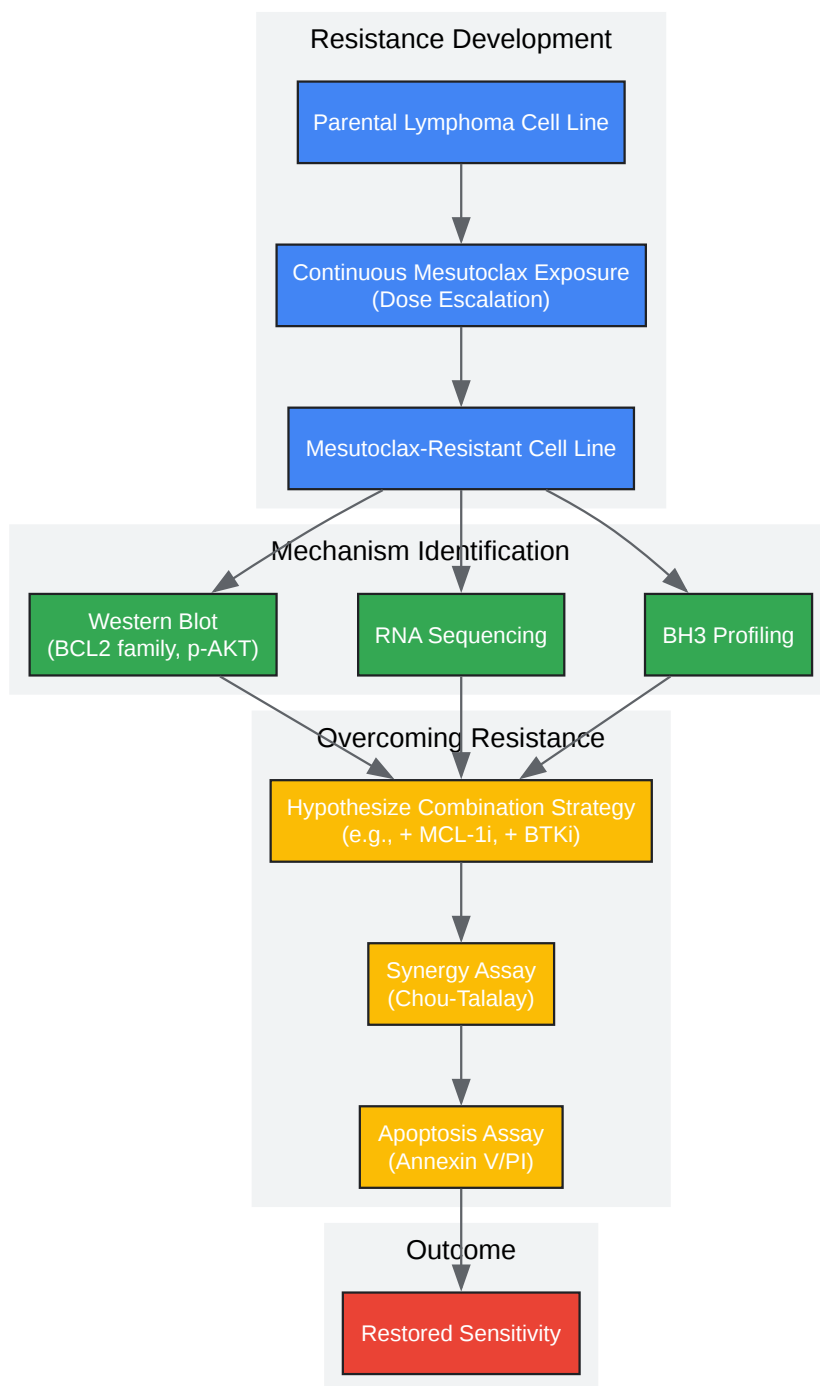 Resistance Development
Parental Lymphoma Cell Line
Continuous Mesutoclax Exposure
(Dose Escalation)
Mesutoclax-Resistant Cell Line
Mechanism Identification
Western Blot
(BCL2 family, p-AKT)
RNA Sequencing
BH3 Profiling
Overcoming Resistance
Hypothesize Combination Strategy
(e.g., + MCL-1i, + BTKi)
Synergy Assay
(Chou-Talalay)
Apoptosis Assay
(Annexin V/PI)
Outcome
Restored Sensitivity